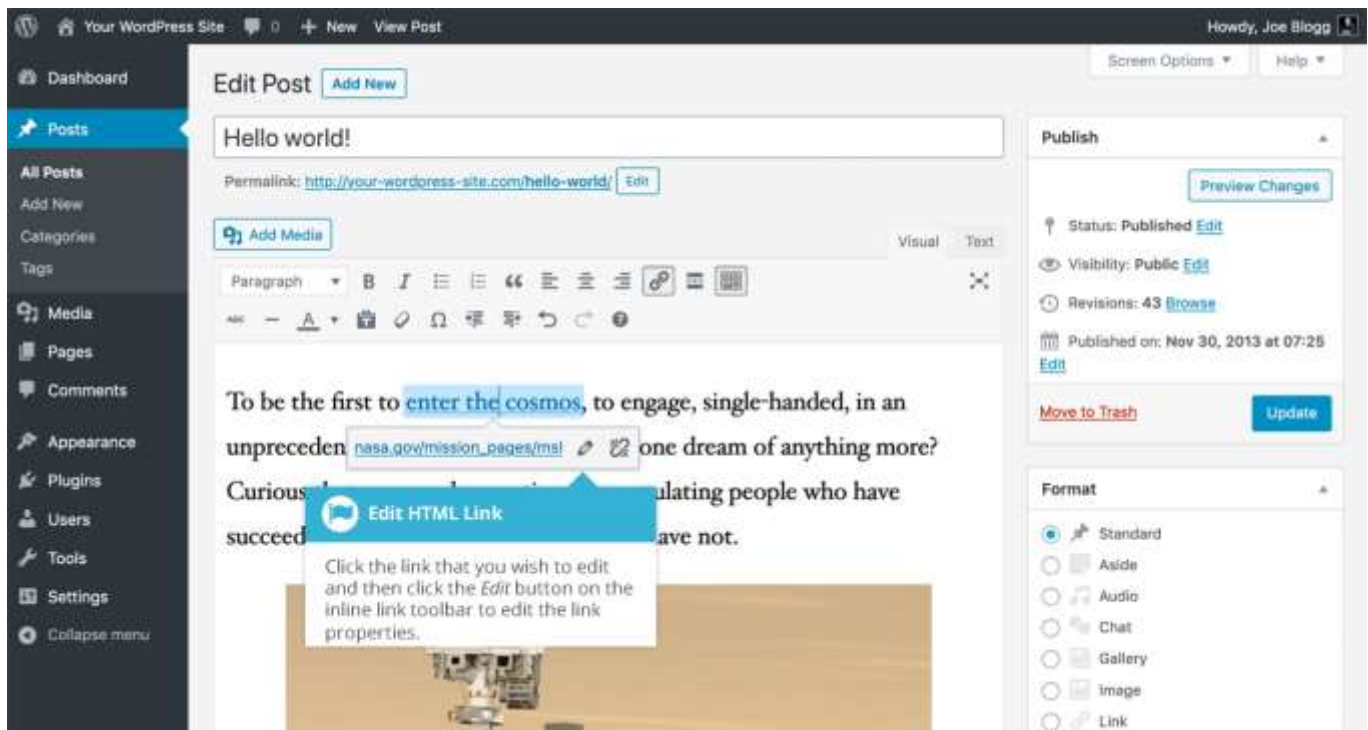 Your WordPress Site 0 + New View Post Howdy, Joe Blogg
Screen Options Help
Dashboard
Posts
All Posts
Add New
Categories
Tags
Media
Pages
Comments
Appearance
Plugins
Users
Tools
Settings
Collapse menu
Edit Post Add New
Hello world!
Permalink: http://your-wordpress-site.com/hello-world/ Edit
Add Media
Visual Text
Paragraph B I “ A Ω
ABC
To be the first to enter the cosmos, to engage, single-handed, in an
unpreceden nasa.gov/mission_pages/msl one dream of anything more?
Curious ulating people who have
succeed ave not.
Edit HTML Link
Click the link that you wish to edit
and then click the Edit button on the
inline link toolbar to edit the link
properties.
Publish
Preview Changes
Status: Published Edit
Visibility: Public Edit
Revisions: 43 Browse
Published on: Nov 30, 2013 at 07:25
Edit
Move to Trash Update
Format
Standard
Aside
Audio
Chat
Gallery
Image
Link